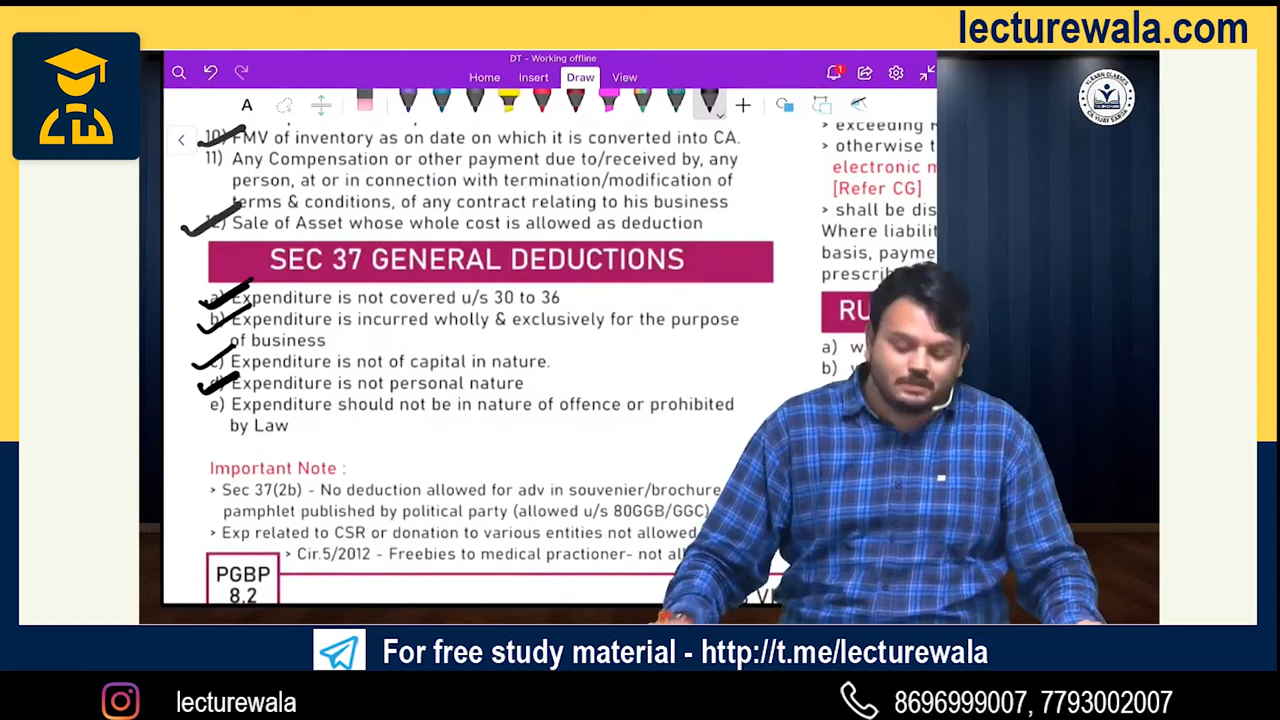 lecturewala.com
DT - Working offline
Home Insert Draw View
1
A
10) FMV of inventory as on date on which it is converted into CA.
11) Any Compensation or other payment due to/received by, any
person, at or in connection with termination/modification of
terms & conditions, of any contract relating to his business
12) Sale of Asset whose whole cost is allowed as deduction
SEC 37 GENERAL DEDUCTIONS
a) Expenditure is not covered u/s 30 to 36
b) Expenditure is incurred wholly & exclusively for the purpose
of business
c) Expenditure is not of capital in nature.
d) Expenditure is not personal nature
e) Expenditure should not be in nature of offence or prohibited
by Law
Important Note :
> Sec 37(2b) - No deduction allowed for adv in souvenier/brochure
pamphlet published by political party (allowed u/s 80GGB/GGC)
> Exp related to CSR or donation to various entities not allowed
> Cir.5/2012 - Freebies to medical practioner- not
PGBP
8.2
exceeding
> otherwise
electronic
[Refer CG]
> shall be dis
Where
basis,
a)
b)
CA VIJAY SARDA
For free study material - http://t.me/lecturewala
lecturewala
8696999007, 7793002007